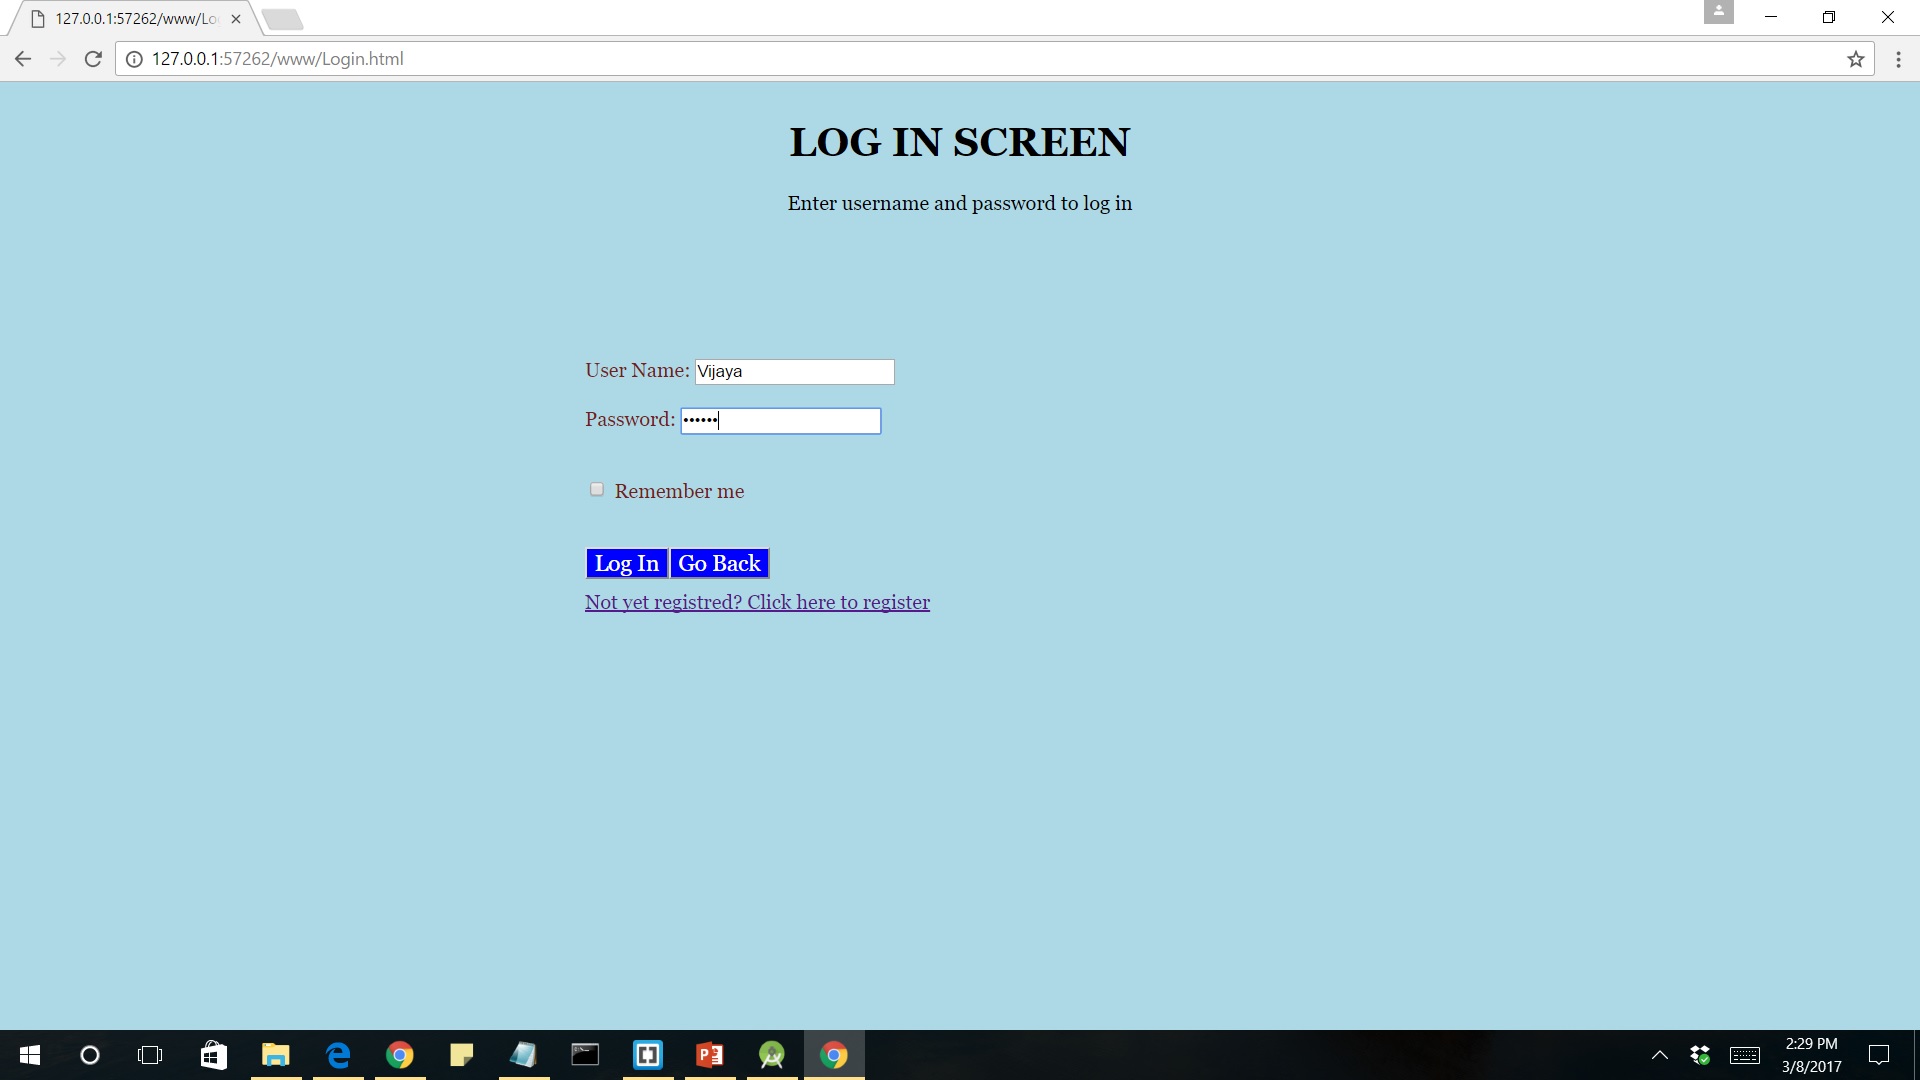 127.0.0.1:57262/www/Lo
127.0.0.1:57262/www/Login.html
LOG IN SCREEN
Enter username and password to log in
User Name: Vijaya
Password: ••••••
Remember me
Log In Go Back
Not yet registred? Click here to register
2:29 PM
3/8/2017